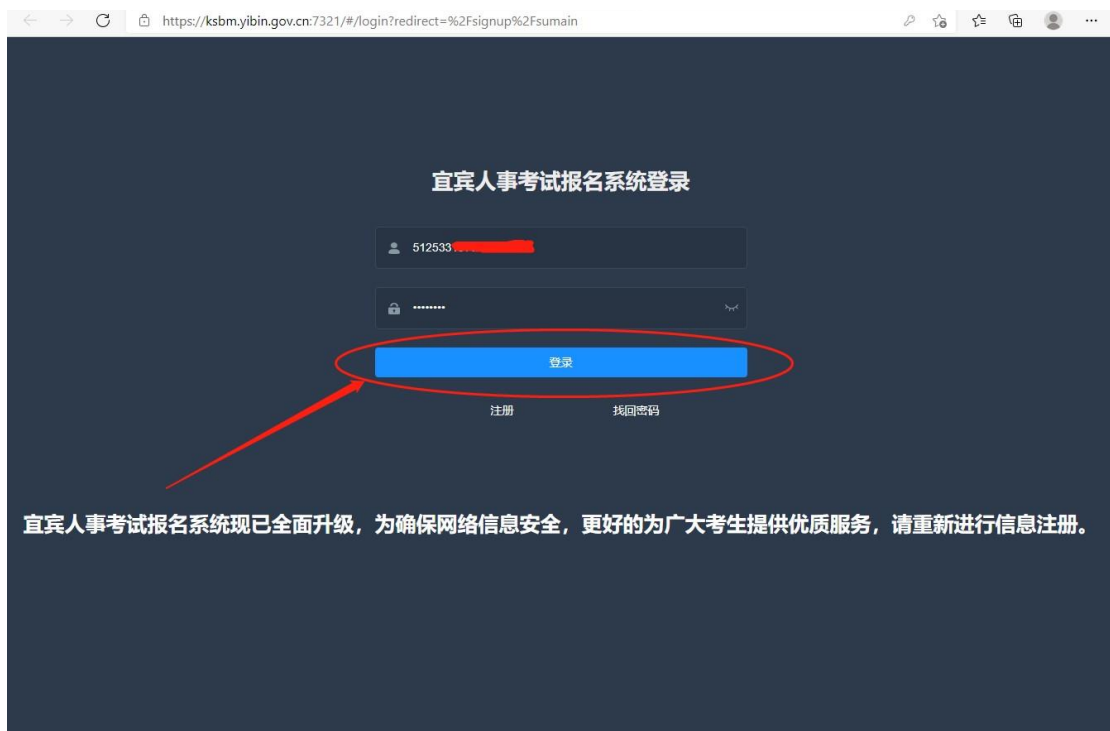 https://ksbm.yibin.gov.cn:7321/#/login?redirect=%2Fsignup%2Fsumain
宜宾人事考试报名系统登录
512533
登录
注册 找回密码
宜宾人事考试报名系统现已全面升级，为确保网络信息安全，更好的为广大考生提供优质服务，请重新进行信息注册。